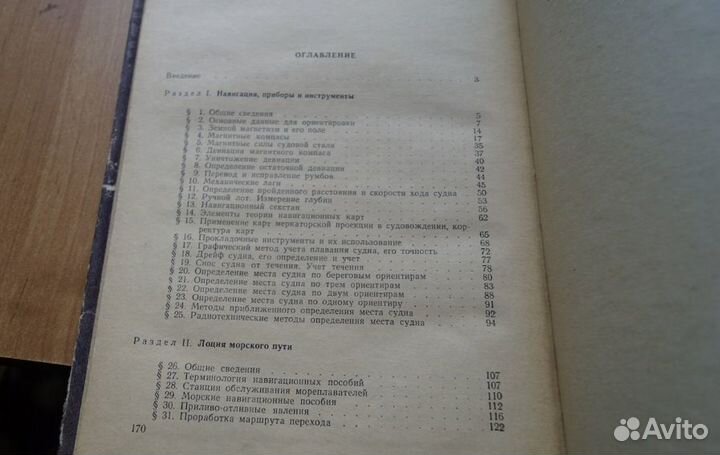 ОГЛАВЛЕНИЕ
Введение 3
Раздел I. Навигация, приборы и инструменты
§ 1. Общие сведения 5
§ 2. Основные данные для ориентировки 7
§ 3. Земной магнетизм и его поле 14
§ 4. Магнитные компасы 17
§ 5. Магнитные силы судовой стали 35
§ 6. Девиация магнитного компаса 37
§ 7. Уничтожение девиации 40
§ 8. Определение остаточной девиации 42
§ 9. Перевод и исправление румбов 44
§ 10. Механические лаги 45
§ 11. Определение пройденного расстояния и скорости хода судна 50
§ 12. Ручной лот. Измерение глубин 53
§ 13. Навигационный секстан 56
§ 14. Элементы теории навигационных карт 62
§ 15. Применение карт меркаторской проекции в судовождении, кор-
ректура карт 65
§ 16. Прокладочные инструменты и их использование 68
§ 17. Графический метод учета плавания судна, его точность 72
§ 18. Дрейф судна, его определение и учет 77
§ 19. Снос судна от течения. Учет течения 78
§ 20. Определение места судна по береговым ориентирам 80
§ 21. Определение места судна по трем ориентирам 83
§ 22. Определение места судна по двум ориентирам 88
§ 23. Определение места судна по одному ориентиру 91
§ 24. Методы приближенного определения места судна 92
§ 25. Радиотехнические методы определения места судна 94
Раздел II. Лоция морского пути
§ 26. Общие сведения 107
§ 27. Терминология навигационных пособий 107
§ 28. Станции обслуживания мореплавателей 110
§ 29. Морские навигационные пособия 112
§ 30. Приливо-отливные явления 116
§ 31. Проработка маршрута перехода 122
170
Avito